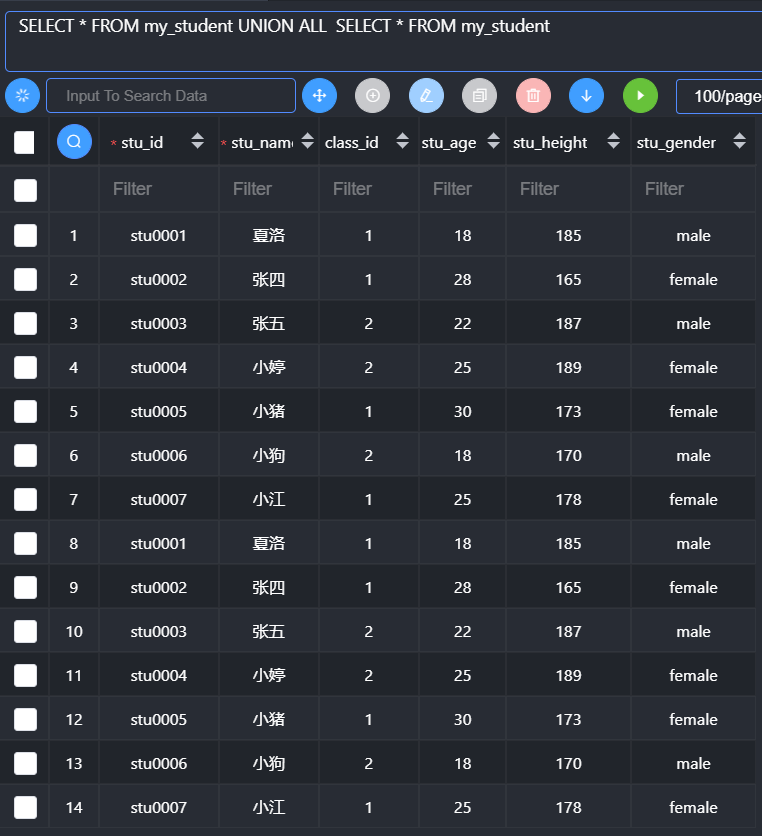 SELECT * FROM my_student UNION ALL  SELECT * FROM my_student
Input To Search Data 100/page
* stu_id * stu_name class_id stu_age stu_height stu_gender
Filter Filter Filter Filter Filter Filter
1 stu0001 夏洛 1 18 185 male
2 stu0002 张四 1 28 165 female
3 stu0003 张五 2 22 187 male
4 stu0004 小婷 2 25 189 female
5 stu0005 小猪 1 30 173 female
6 stu0006 小狗 2 18 170 male
7 stu0007 小江 1 25 178 female
8 stu0001 夏洛 1 18 185 male
9 stu0002 张四 1 28 165 female
10 stu0003 张五 2 22 187 male
11 stu0004 小婷 2 25 189 female
12 stu0005 小猪 1 30 173 female
13 stu0006 小狗 2 18 170 male
14 stu0007 小江 1 25 178 female